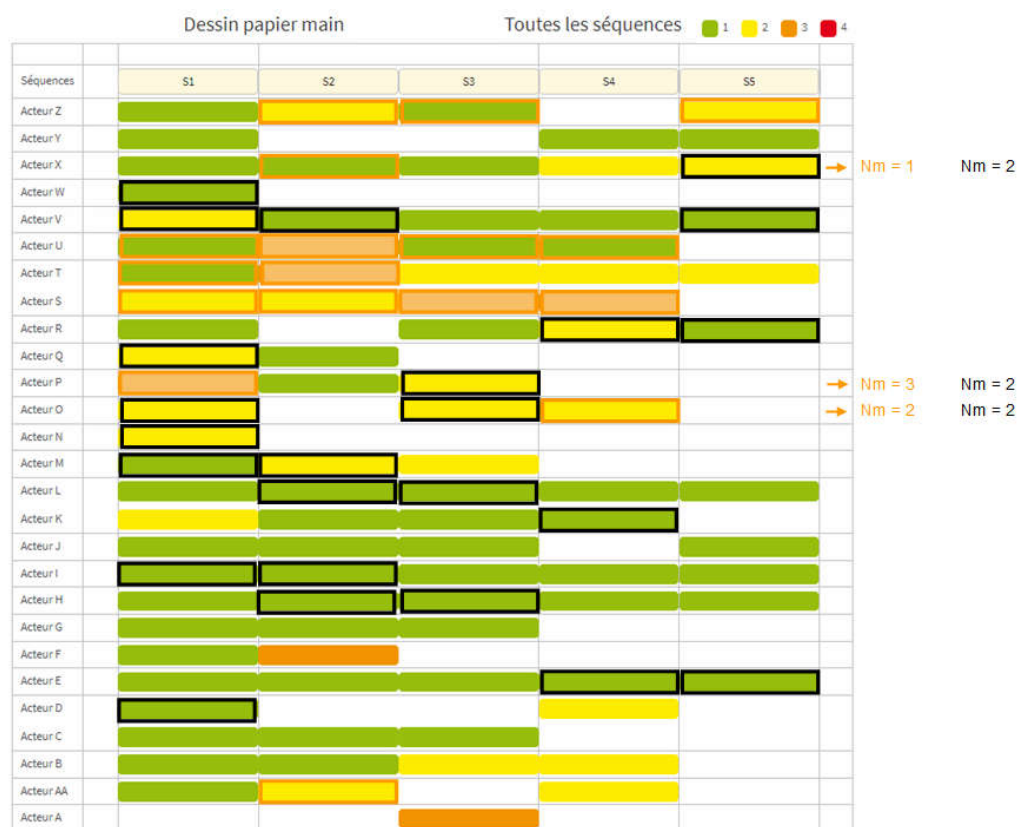 Dessin papier main Toutes les séquences 1 2 3 4
Séquences S1 S2 S3 S4 S5
Acteur Z
Acteur Y
Acteur X Nm = 1 Nm = 2
Acteur W
Acteur V
Acteur U
Acteur T
Acteur S
Acteur R
Acteur Q
Acteur P Nm = 3 Nm = 2
Acteur O Nm = 2 Nm = 2
Acteur N
Acteur M
Acteur L
Acteur K
Acteur J
Acteur I
Acteur H
Acteur G
Acteur F
Acteur E
Acteur D
Acteur C
Acteur B
Acteur AA
Acteur A